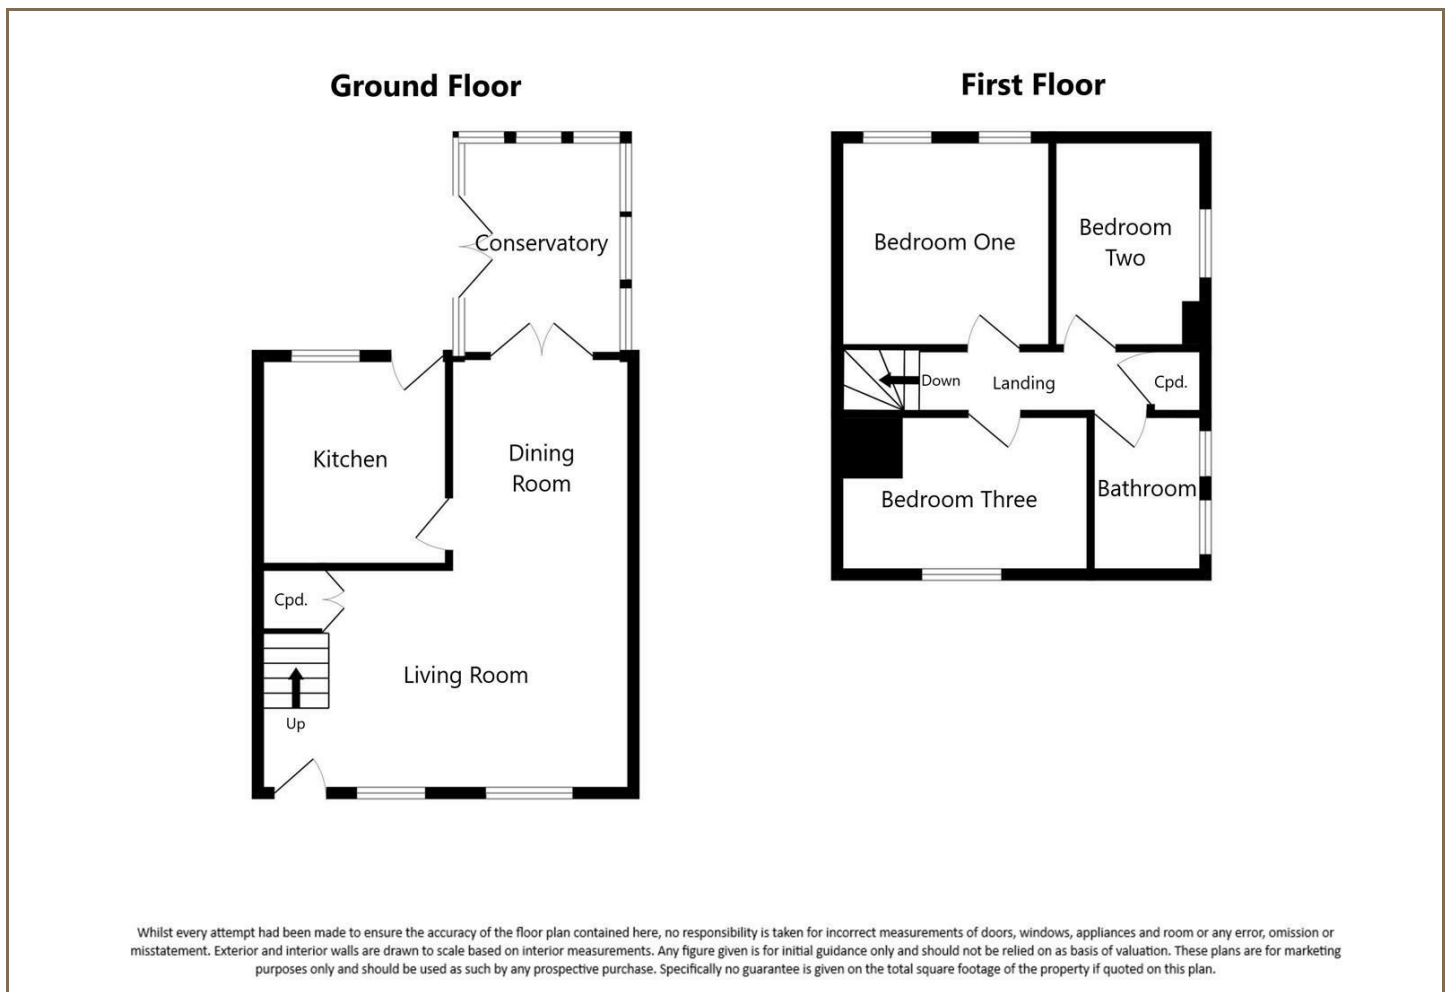 Ground Floor
Conservatory
Kitchen
Dining
Room
Cpd.
Living Room
Up
First Floor
Bedroom One
Bedroom
Two
Down
Landing
Cpd.
Bedroom Three
Bathroom
Whilst every attempt had been made to ensure the accuracy of the floor plan contained here, no responsibility is taken for incorrect measurements of doors, windows, appliances and room or any error, omission or
misstatement. Exterior and interior walls are drawn to scale based on interior measurements. Any figure given is for initial guidance only and should not be relied on as basis of valuation. These plans are for marketing
purposes only and should be used as such by any prospective purchase. Specifically no guarantee is given on the total square footage of the property if quoted on this plan.